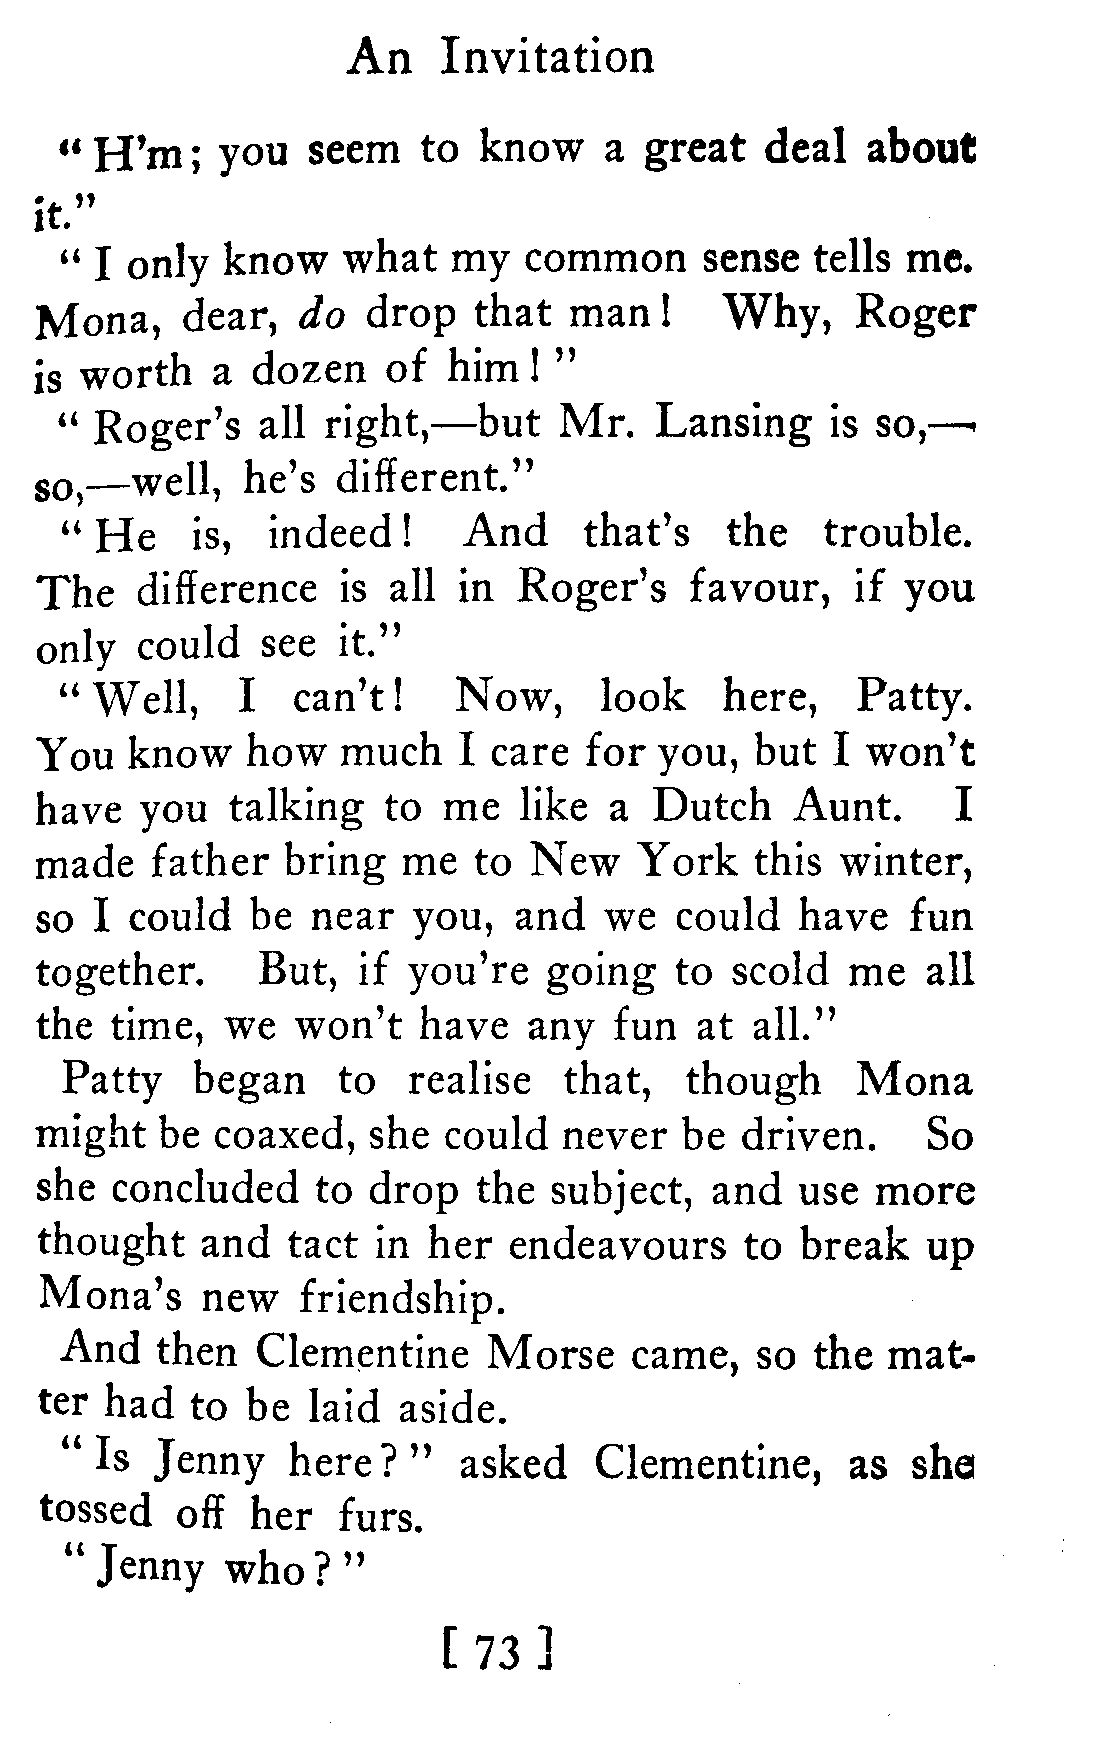 An Invitation
“ H’m; you seem to know a great deal about
it.”
“ I only know what my common sense tells me.
Mona, dear, do drop that man! Why, Roger
is worth a dozen of him! ”
“ Roger’s all right,—but Mr. Lansing is so,—
so,—well, he’s different.”
“ He is, indeed! And that’s the trouble.
The difference is all in Roger’s favour, if you
only could see it.”
“ Well, I can’t! Now, look here, Patty.
You know how much I care for you, but I won’t
have you talking to me like a Dutch Aunt. I
made father bring me to New York this winter,
so I could be near you, and we could have fun
together. But, if you’re going to scold me all
the time, we won’t have any fun at all.”
Patty began to realise that, though Mona
might be coaxed, she could never be driven. So
she concluded to drop the subject, and use more
thought and tact in her endeavours to break up
Mona’s new friendship.
And then Clementine Morse came, so the mat-
ter had to be laid aside.
“ Is Jenny here? ” asked Clementine, as she
tossed off her furs.
“ Jenny who? ”
[ 73 ]